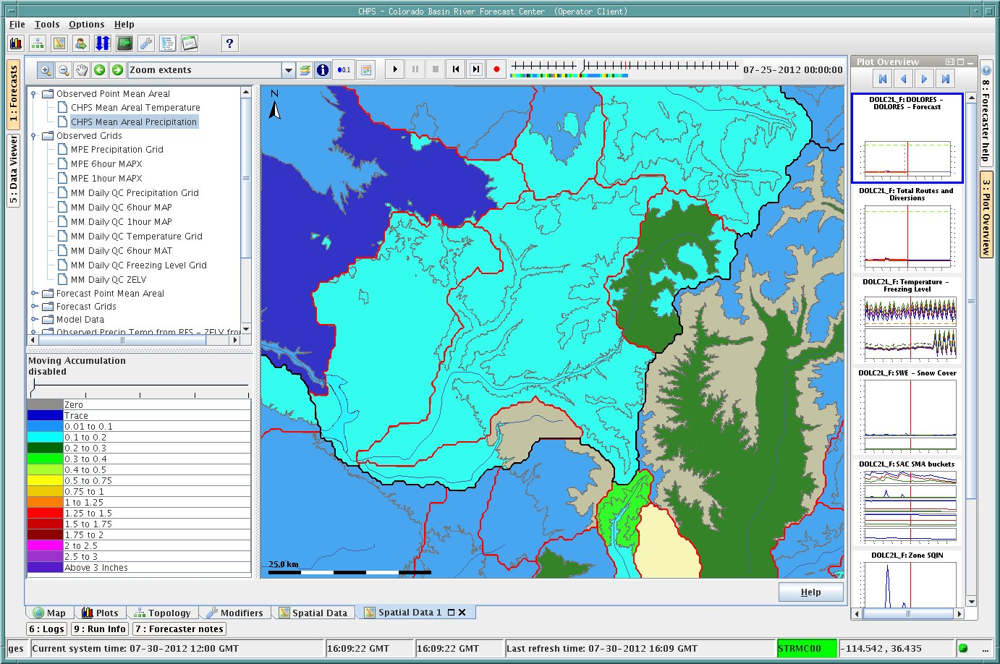 CHPS - Colorado Basin River Forecast Center (Operator Client)
File Tools Options Help
?
1 : Forecasts
5 : Data Viewer
Zoom extents
0.1
07-25-2012 00:00:00
Observed Point Mean Areal
CHPS Mean Areal Temperature
CHPS Mean Areal Precipitation
Observed Grids
MPE Precipitation Grid
MPE 6hour MAPX
MPE 1hour MAPX
MM Daily QC Precipitation Grid
MM Daily QC 6hour MAP
MM Daily QC 1hour MAP
MM Daily QC Temperature Grid
MM Daily QC 6hour MAT
MM Daily QC Freezing Level Grid
MM Daily QC ZELV
Forecast Point Mean Areal
Forecast Grids
Model Data
Observed Precip Temp from RFS - ZELV fro
Moving Accumulation
disabled
Zero
Trace
0.01 to 0.1
0.1 to 0.2
0.2 to 0.3
0.3 to 0.4
0.4 to 0.5
0.5 to 0.75
0.75 to 1
1 to 1.25
1.25 to 1.5
1.5 to 1.75
1.75 to 2
2 to 2.5
2.5 to 3
Above 3 Inches
N
25.0 km
Help
Plot Overview
DOLC2L_F: DOLORES -
DOLORES - Forecast
DOLC2L_F: Total Routes and
Diversions
DOLC2L_F: Temperature -
Freezing Level
DOLC2L_F: SWE - Snow Cover
DOLC2L_F: SAC SMA buckets
DOLC2L_F: Zone SQIN
8 : Forecaster help
3 : Plot Overview
Map Plots Topology Modifiers Spatial Data Spatial Data 1
6 : Logs 9 : Run Info 7 : Forecaster notes
ges Current system time: 07-30-2012 12:00 GMT 16:09:22 GMT 16:09:22 GMT Last refresh time: 07-30-2012 16:09 GMT STRMC00 -114.542 , 36.435 ...